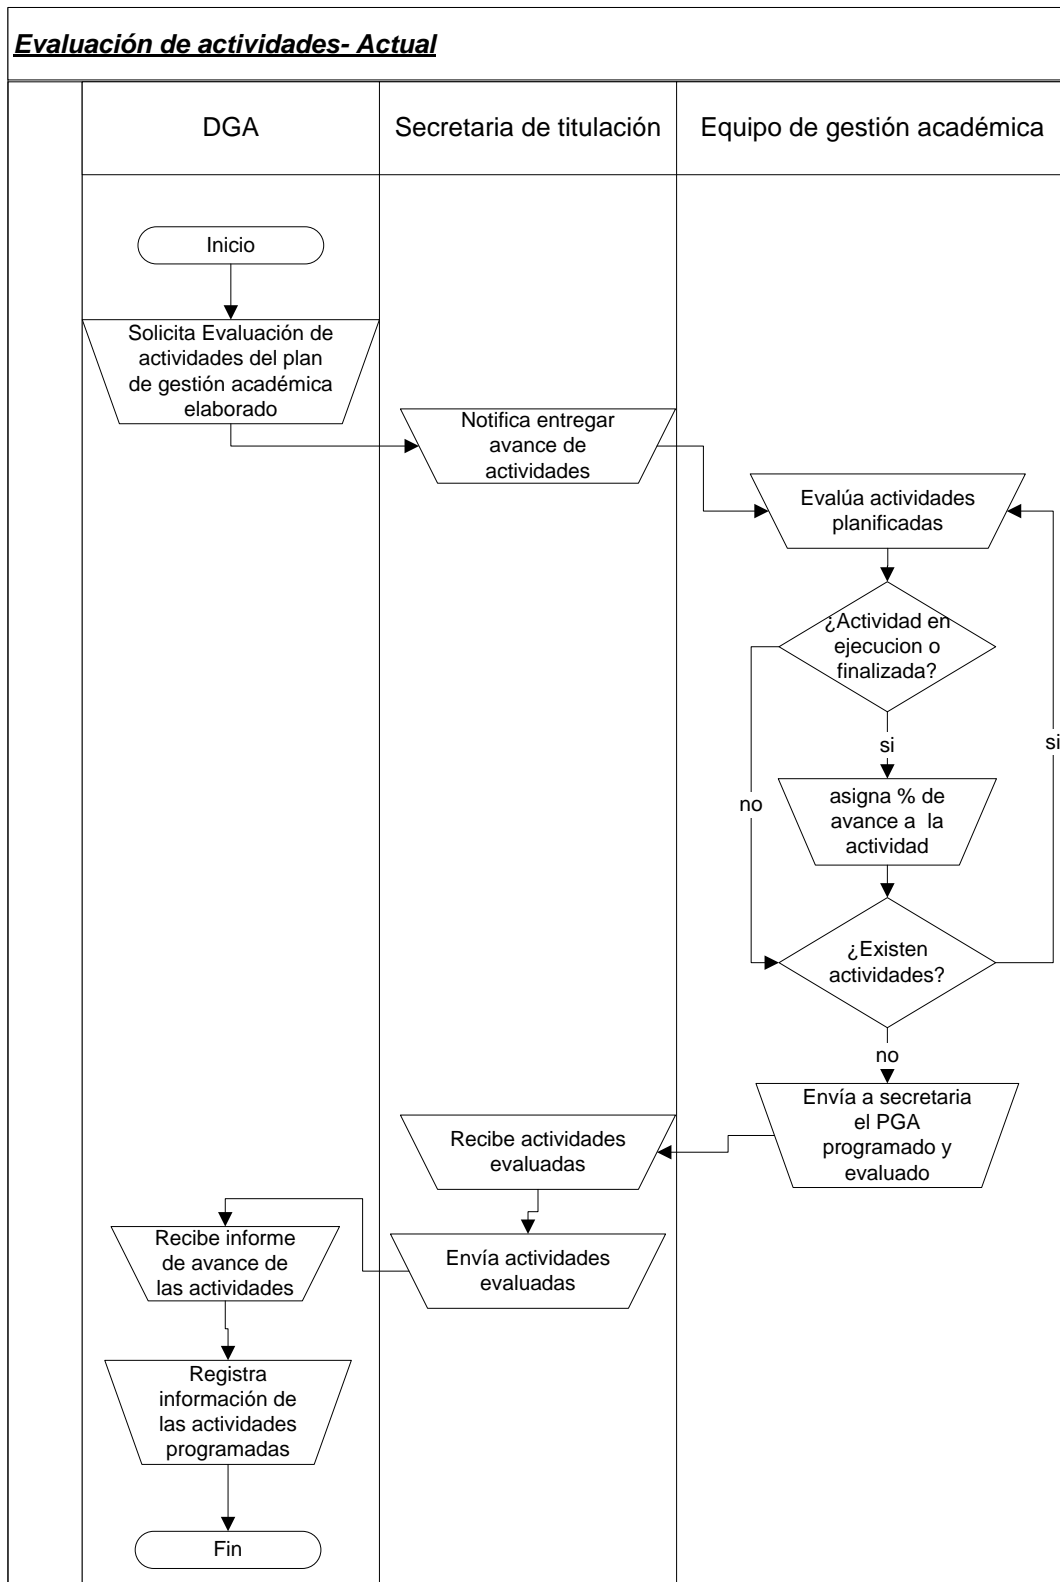 Evaluación de actividades- Actual
DGA
Secretaria de titulación
Equipo de gestión académica
Inicio
Solicita Evaluación de
actividades del plan
de gestión académica
elaborado
Notifica entregar
avance de
actividades
Evalúa actividades
planificadas
¿Actividad en
ejecucion o
finalizada?
si
si
no
asigna % de
avance a la
actividad
¿Existen
actividades?
no
Envía a secretaria
el PGA
programado y
evaluado
Recibe actividades
evaluadas
Envía actividades
evaluadas
Recibe informe
de avance de
las actividades
Registra
información de
las actividades
programadas
Fin